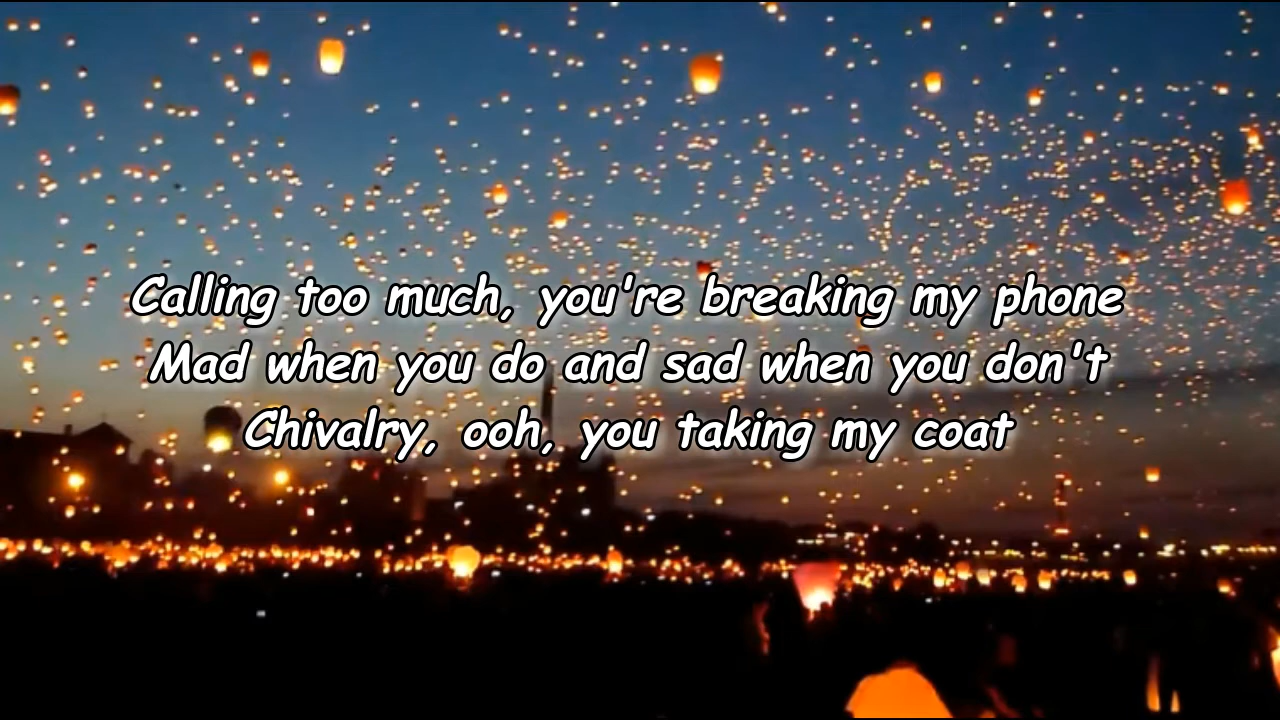 Calling too much, you're breaking my phone
Mad when you do and sad when you don't
Chivalry, ooh, you taking my coat